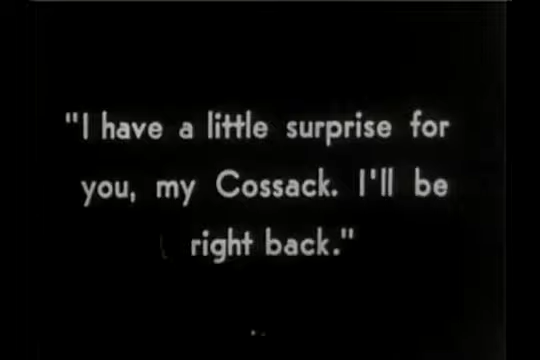 "I have a little surprise for
you, my Cossack. I'll be
right back."